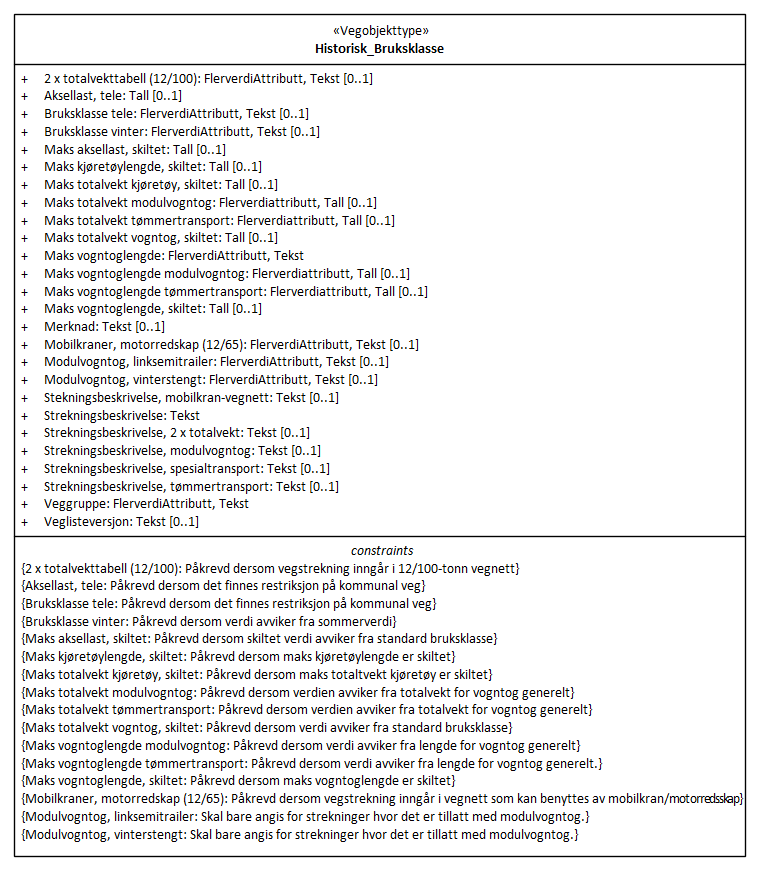 «Vegobjekttype»
Historisk_Bruksklasse
+ 2 x totalvekttabell (12/100): FlerverdiAttributt, Tekst [0..1]
+ Aksellast, tele: Tall [0..1]
+ Bruksklasse tele: FlerverdiAttributt, Tekst [0..1]
+ Bruksklasse vinter: FlerverdiAttributt, Tekst [0..1]
+ Maks aksellast, skiltet: Tall [0..1]
+ Maks kjøretøylengde, skiltet: Tall [0..1]
+ Maks totalvekt kjøretøy, skiltet: Tall [0..1]
+ Maks totalvekt modulvogntog: Flerverdiattributt, Tall [0..1]
+ Maks totalvekt tømmertransport: Flerverdiattributt, Tall [0..1]
+ Maks totalvekt vogntog, skiltet: Tall [0..1]
+ Maks vogntoglengde: FlerverdiAttributt, Tekst
+ Maks vogntoglengde modulvogntog: Flerverdiattributt, Tall [0..1]
+ Maks vogntoglengde tømmertransport: Flerverdiattributt, Tall [0..1]
+ Maks vogntoglengde, skiltet: Tall [0..1]
+ Merknad: Tekst [0..1]
+ Mobilkraner, motorredskap (12/65): FlerverdiAttributt, Tekst [0..1]
+ Modulvogntog, linksemitrailer: FlerverdiAttributt, Tekst [0..1]
+ Modulvogntog, vinterstengt: FlerverdiAttributt, Tekst [0..1]
+ Stekningsbeskrivelse, mobilkran-vegnett: Tekst [0..1]
+ Strekningsbeskrivelse: Tekst
+ Strekningsbeskrivelse, 2 x totalvekt: Tekst [0..1]
+ Strekningsbeskrivelse, modulvogntog: Tekst [0..1]
+ Strekningsbeskrivelse, spesialtransport: Tekst [0..1]
+ Strekningsbeskrivelse, tømmertransport: Tekst [0..1]
+ Veggruppe: FlerverdiAttributt, Tekst
+ Veglisteversjon: Tekst [0..1]
constraints
{2 x totalvekttabell (12/100): Påkrevd dersom vegstrekning inngår i 12/100-tonn vegnett}
{Aksellast, tele: Påkrevd dersom det finnes restriksjon på kommunal veg}
{Bruksklasse tele: Påkrevd dersom det finnes restriksjon på kommunal veg}
{Bruksklasse vinter: Påkrevd dersom verdi avviker fra sommerverdi}
{Maks aksellast, skiltet: Påkrevd dersom skiltet verdi avviker fra standard bruksklasse}
{Maks kjøretøylengde, skiltet: Påkrevd dersom maks kjøretøylengde er skiltet}
{Maks totalvekt kjøretøy, skiltet: Påkrevd dersom maks totaltvekt kjøretøy er skiltet}
{Maks totalvekt modulvogntog: Påkrevd dersom verdien avviker fra totalvekt for vogntog generelt}
{Maks totalvekt tømmertransport: Påkrevd dersom verdien avviker fra totalvekt for vogntog generelt}
{Maks totalvekt vogntog, skiltet: Påkrevd dersom verdi avviker fra standard bruksklasse}
{Maks vogntoglengde modulvogntog: Påkrevd dersom verdi avviker fra lengde for vogntog generelt}
{Maks vogntoglengde tømmertransport: Påkrevd dersom verdi avviker fra lengde for vogntog generelt.}
{Maks vogntoglengde, skiltet: Påkrevd dersom maks vogntoglengde er skiltet}
{Mobilkraner, motorredskap (12/65): Påkrevd dersom vegstrekning inngår i vegnett som kan benyttes av mobilkran/motorredsskap}
{Modulvogntog, linksemitrailer: Skal bare angis for strekninger hvor det er tillatt med modulvogntog.}
{Modulvogntog, vinterstengt: Skal bare angis for strekninger hvor det er tillatt med modulvogntog.}